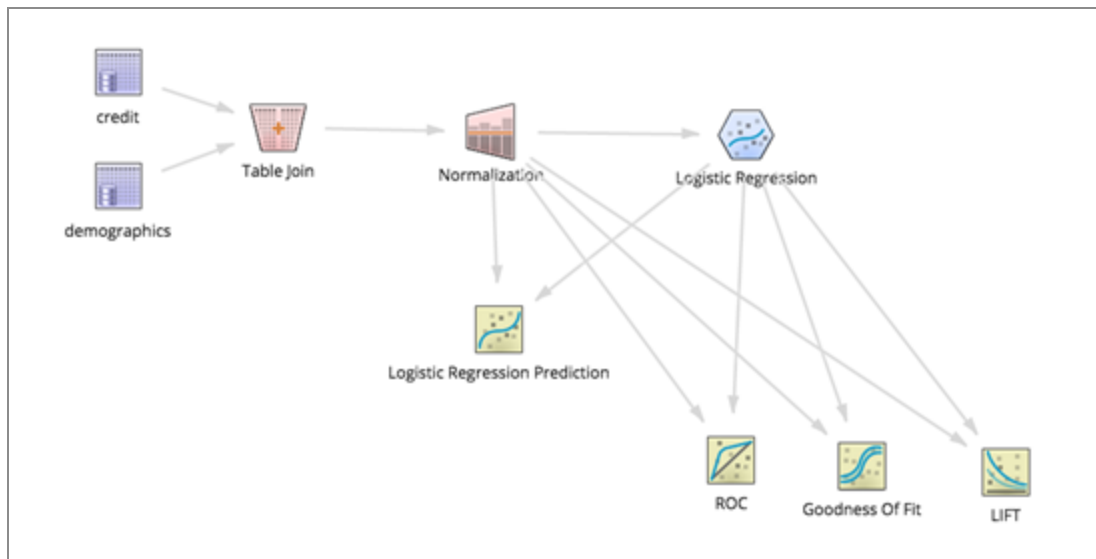 credit
Table Join
Normalization
Logistic Regression
demographics
Logistic Regression Prediction
ROC
Goodness Of Fit
LIFT